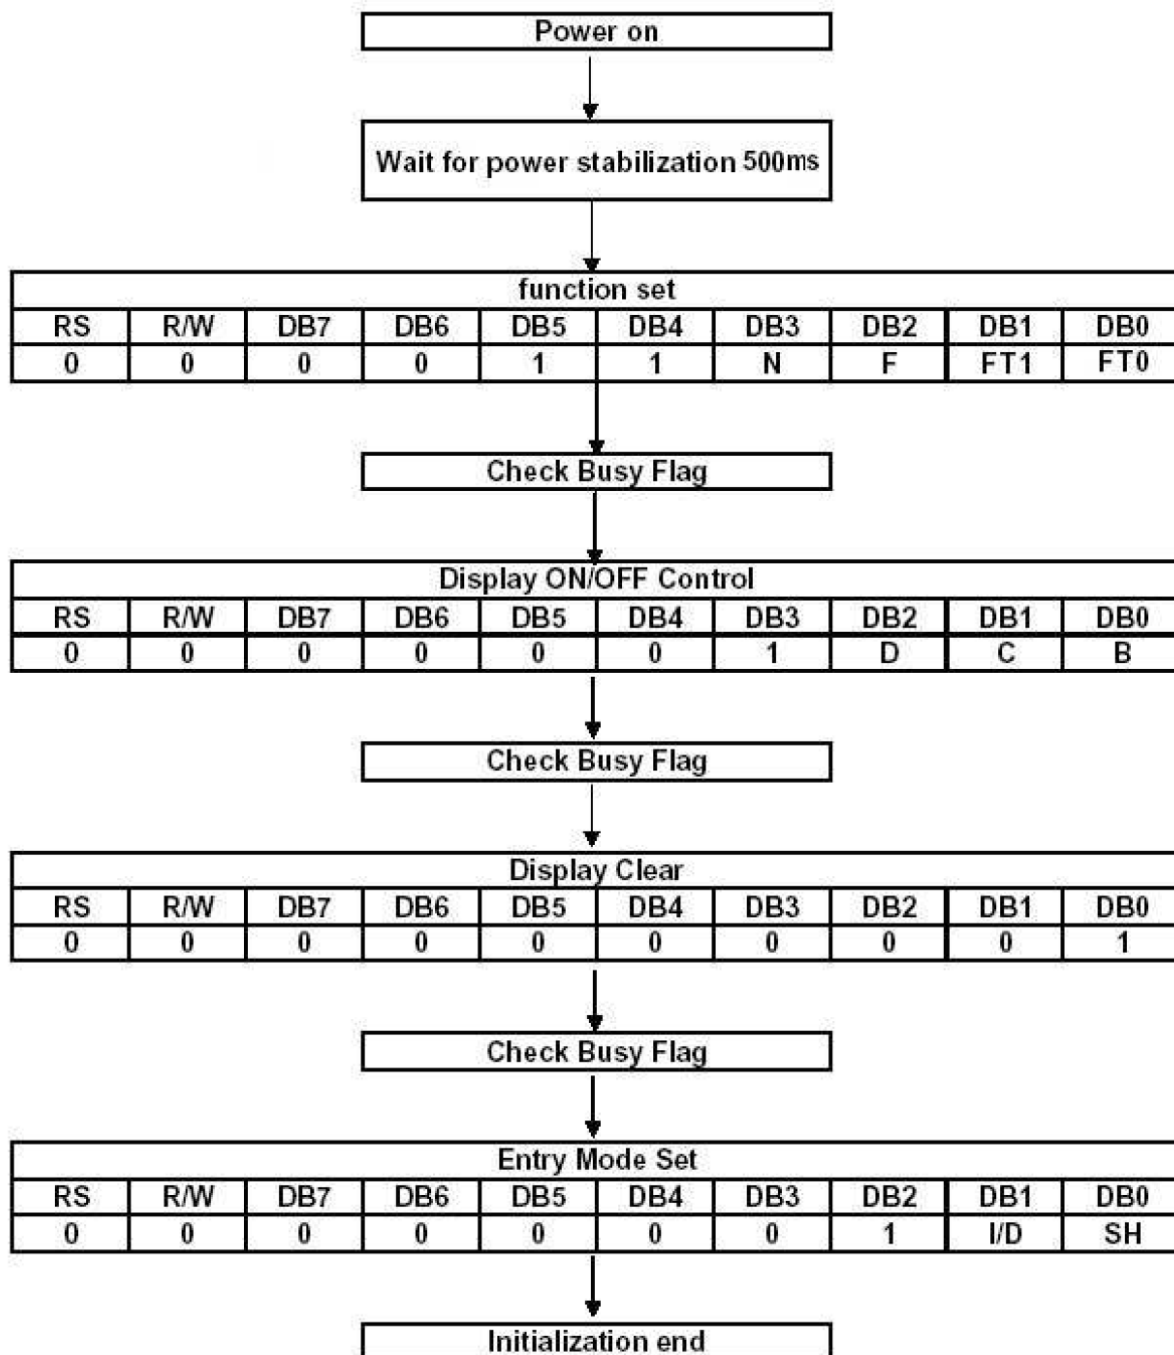 Power on
Wait for power stabilization 500ms
function set
RS R/W DB7 DB6 DB5 DB4 DB3 DB2 DB1 DB0
0 0 0 0 1 1 N F FT1 FT0
Check Busy Flag
Display ON/OFF Control
RS R/W DB7 DB6 DB5 DB4 DB3 DB2 DB1 DB0
0 0 0 0 0 0 1 D C B
Check Busy Flag
Display Clear
RS R/W DB7 DB6 DB5 DB4 DB3 DB2 DB1 DB0
0 0 0 0 0 0 0 0 0 1
Check Busy Flag
Entry Mode Set
RS R/W DB7 DB6 DB5 DB4 DB3 DB2 DB1 DB0
0 0 0 0 0 0 0 1 I/D SH
Initialization end